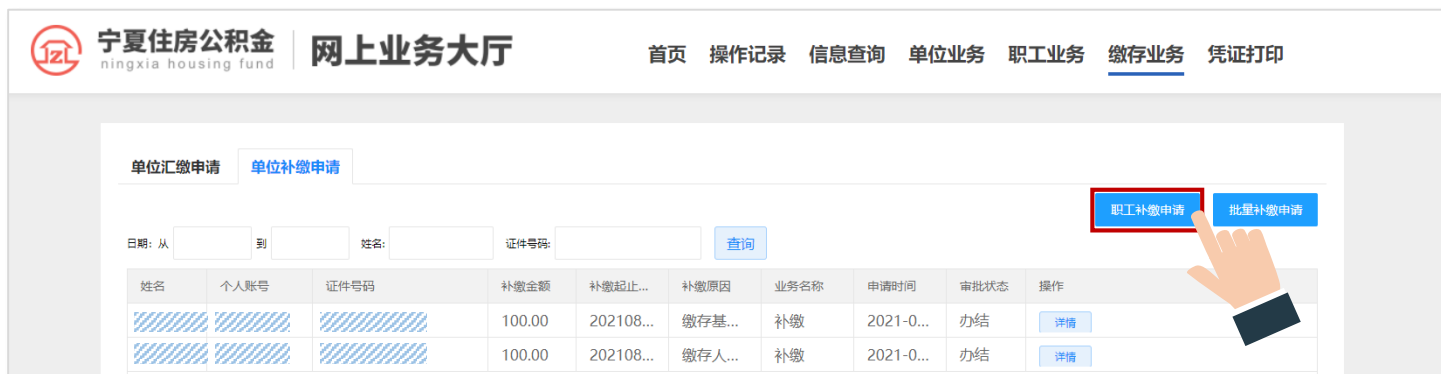 宁夏住房公积金 网上业务大厅 首页 操作记录 信息查询 单位业务 职工业务 缴存业务 凭证打印
ningxia housing fund
单位汇缴申请 单位补缴申请
职工补缴申请 批量补缴申请
日期: 从 到 姓名: 证件号码: 查询
姓名 个人账号 证件号码 补缴金额 补缴起止... 补缴原因 业务名称 申请时间 审批状态 操作
100.00 202108... 缴存基... 补缴 2021-0... 办结 详情
100.00 202108... 缴存人... 补缴 2021-0... 办结 详情